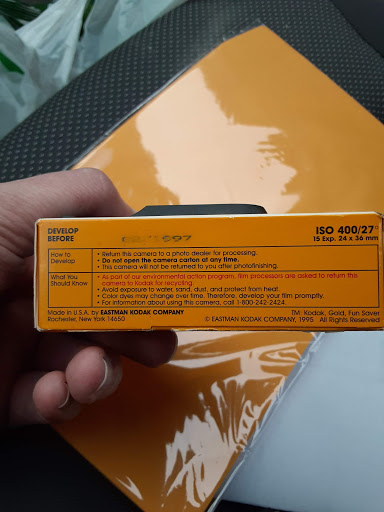 DEVELOP BEFORE
ISO 400/27°
15 Exp. 24 x 36 mm
How to Develop
• Return this camera to a photo dealer for processing.
• Do not open the camera carton at any time.
• This camera will not be returned to you after photofinishing.
What You Should Know
• As part of our environmental action program, film processors are asked to return this
camera to Kodak for recycling.
• Avoid exposure to water, sand, dust, and protect from heat.
• Color dyes may change over time. Therefore, develop your film promptly.
• For information about using this camera, call 1-800-242-2424.
Made in U.S.A. by EASTMAN KODAK COMPANY
Rochester, New York 14650
TM: Kodak, Gold, Fun Saver
© EASTMAN KODAK COMPANY, 1995 All Rights Reserved